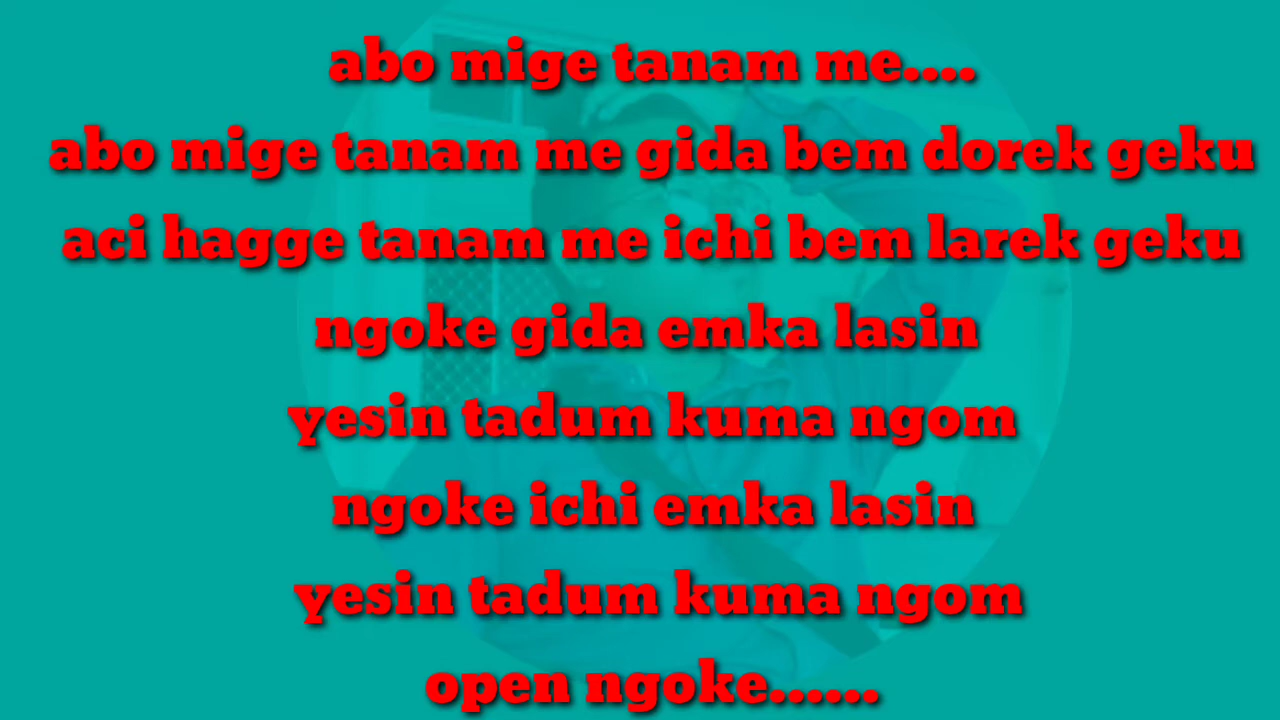 abo mige tanam me....
abo mige tanam me gida bem dorek geku
aci hagge tanam me ichi bem larek geku
ngoke gida emka lasin
yesin tadum kuma ngom
ngoke ichi emka lasin
yesin tadum kuma ngom
open ngoke......